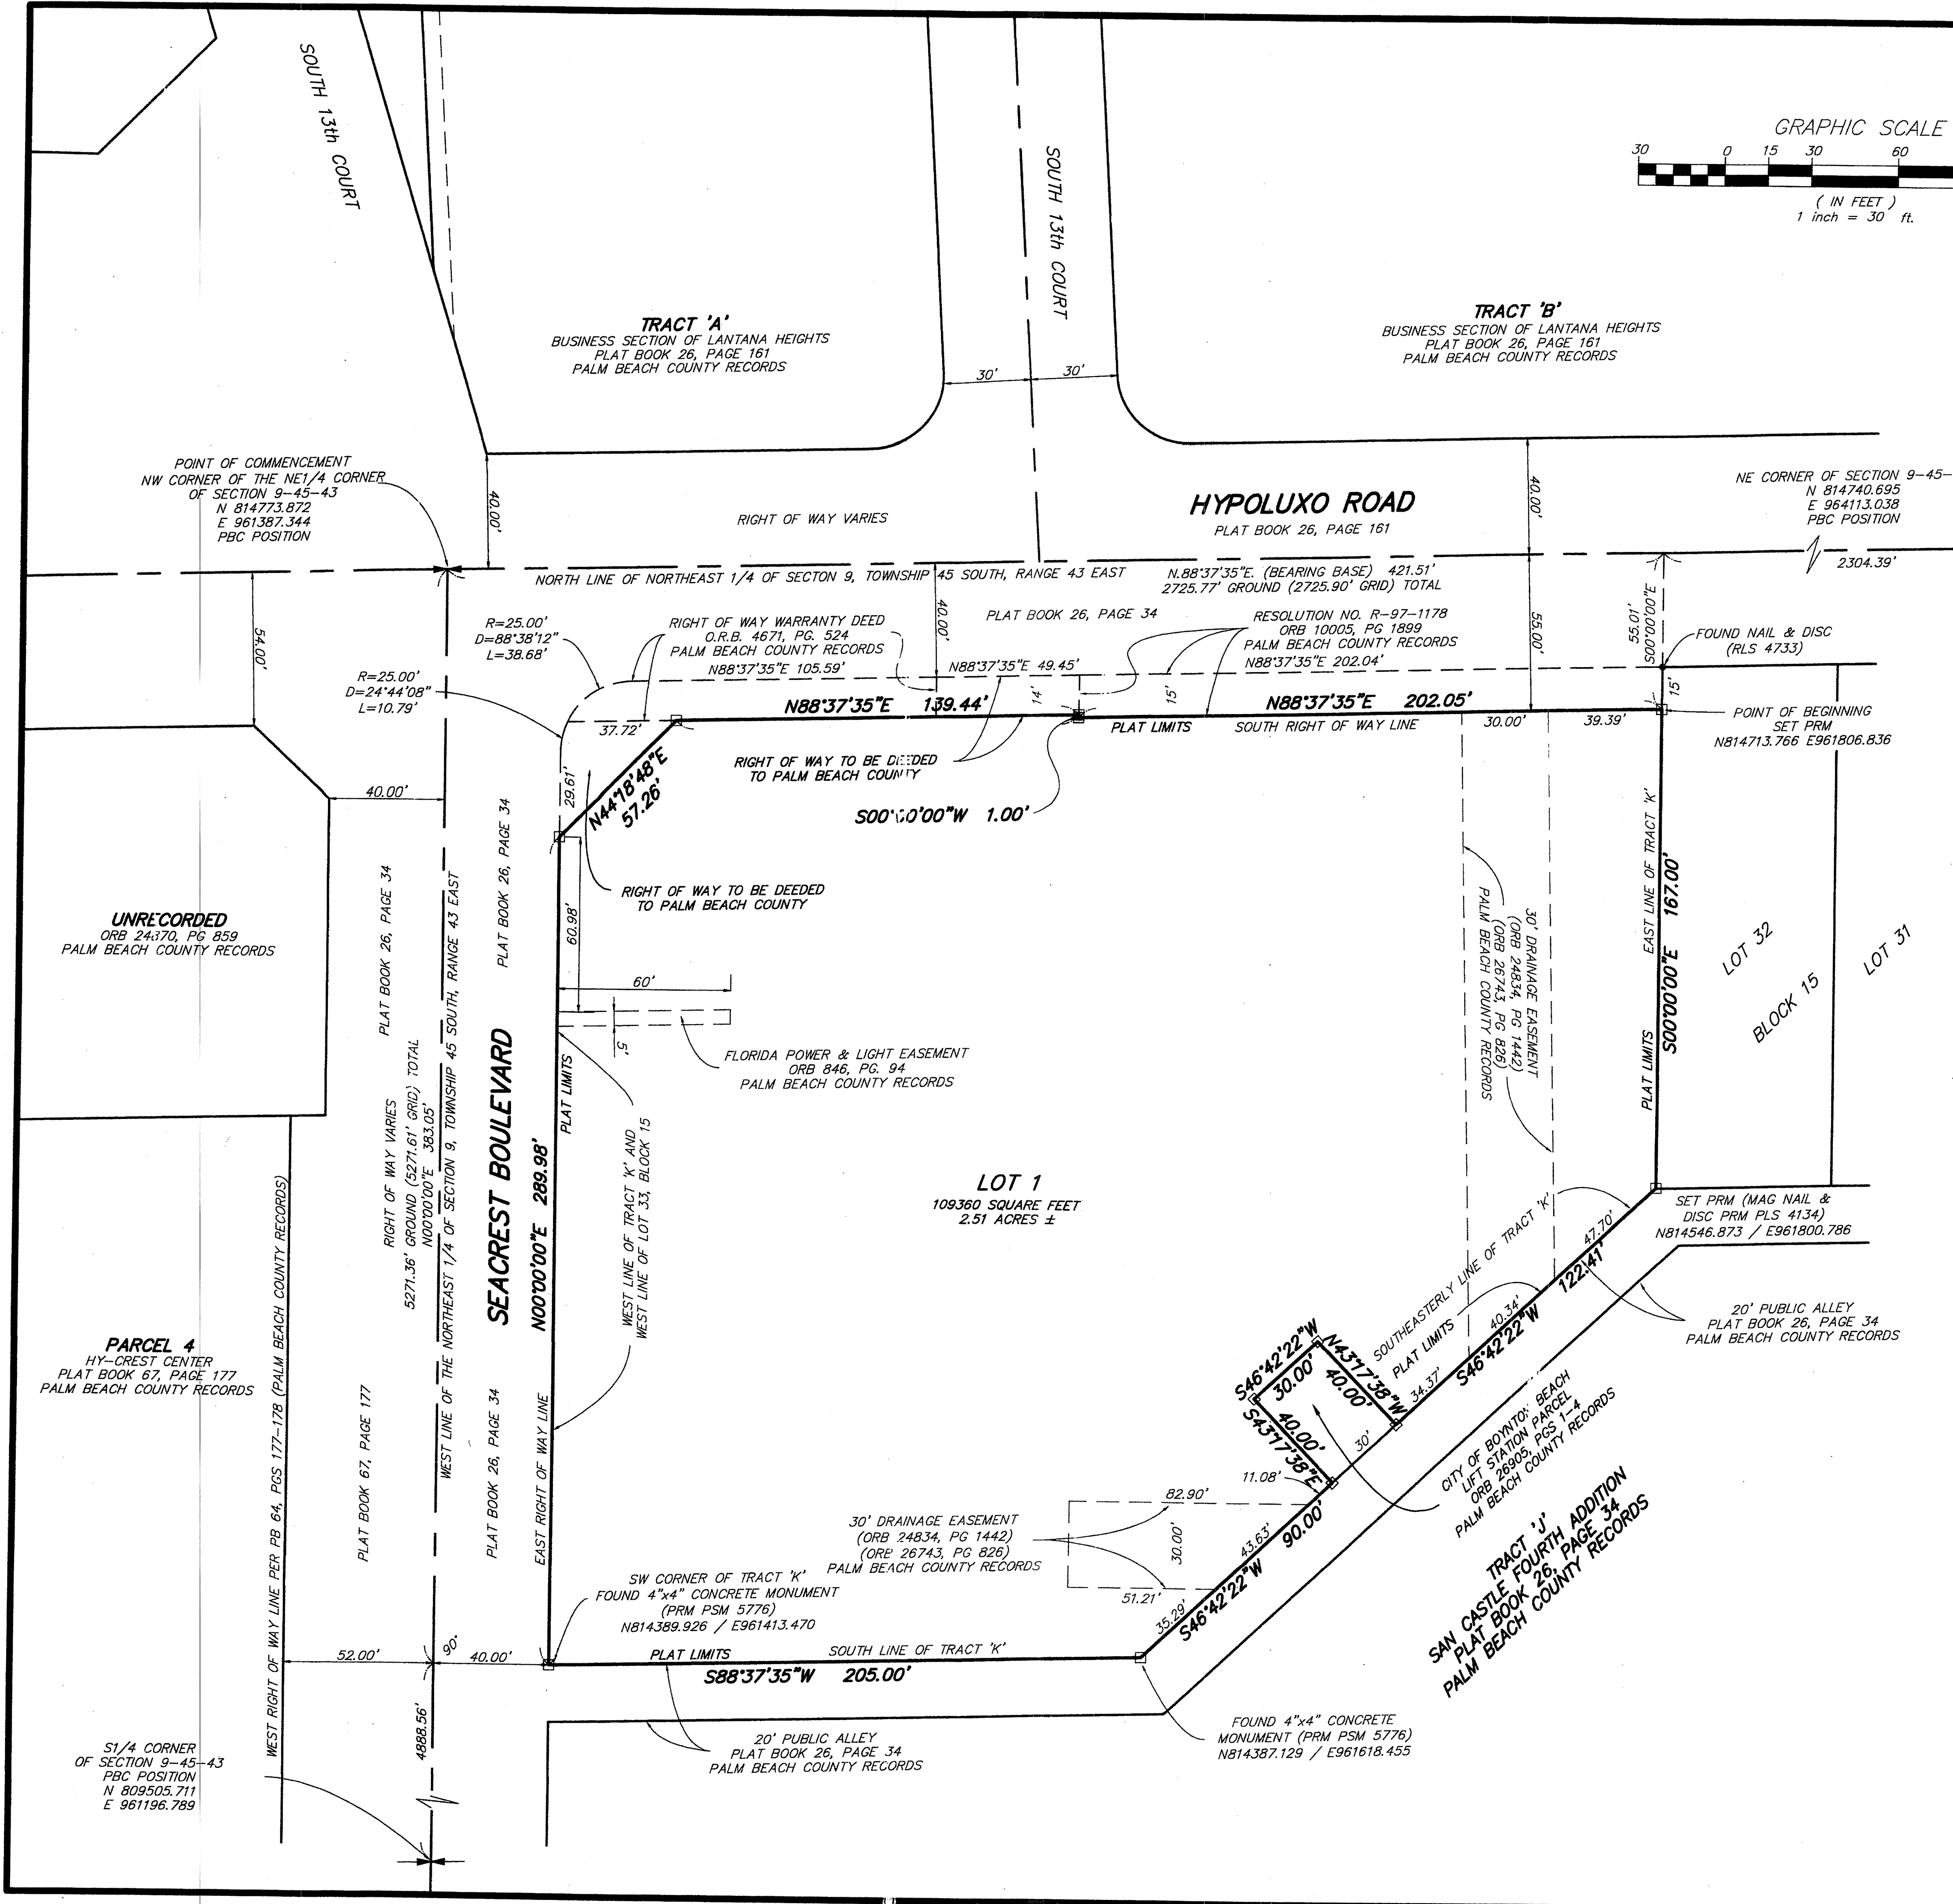 SOUTH 13th COURT
SOUTH 13th COURT
GRAPHIC SCALE
30 0 15 30 60
( IN FEET )
1 inch = 30 ft.
TRACT 'A'
BUSINESS SECTION OF LANTANA HEIGHTS
PLAT BOOK 26, PAGE 161
PALM BEACH COUNTY RECORDS
TRACT 'B'
BUSINESS SECTION OF LANTANA HEIGHTS
PLAT BOOK 26, PAGE 161
PALM BEACH COUNTY RECORDS
30' 30'
POINT OF COMMENCEMENT
NW CORNER OF THE NE1/4 CORNER
OF SECTION 9-45-43
N 814773.872
E 961387.344
PBC POSITION
40.00'
RIGHT OF WAY VARIES
HYPOLUXO ROAD
PLAT BOOK 26, PAGE 161
40.00'
NE CORNER OF SECTION 9-45-
N 814740.695
E 964113.038
PBC POSITION
2304.39'
NORTH LINE OF NORTHEAST 1/4 OF SECTON 9, TOWNSHIP 45 SOUTH, RANGE 43 EAST
N.88°37'35"E. (BEARING BASE) 421.51'
2725.77' GROUND (2725.90' GRID) TOTAL
54.00'
R=25.00'
D=88°38'12"
L=38.68'
RIGHT OF WAY WARRANTY DEED
O.R.B. 4671, PG. 524
PALM BEACH COUNTY RECORDS
40.00'
PLAT BOOK 26, PAGE 34
RESOLUTION NO. R-97-1178
ORB 10005, PG 1899
PALM BEACH COUNTY RECORDS
55.00'
55.01'
S00°00'00"E
FOUND NAIL & DISC
(RLS 4733)
R=25.00'
D=24°44'08"
L=10.79'
N88°37'35"E 105.59'
N88°37'35"E 49.45'
N88°37'35"E 202.04'
14'
15'
15'
N88°37'35"E 139.44'
N88°37'35"E 202.05'
37.72'
PLAT LIMITS
SOUTH RIGHT OF WAY LINE
30.00'
39.39'
POINT OF BEGINNING
SET PRM
N814713.766 E961806.836
RIGHT OF WAY TO BE DEEDED
TO PALM BEACH COUNTY
29.61'
N44°18'48"E
57.26'
40.00'
1.00'
RIGHT OF WAY TO BE DEEDED
TO PALM BEACH COUNTY
60.98'
60'
5'
FLORIDA POWER & LIGHT EASEMENT
ORB 846, PG. 94
PALM BEACH COUNTY RECORDS
UNRECORDED
PG 859
PALM BEACH COUNTY RECORDS
PLAT BOOK 26, PAGE 34
PLAT BOOK 26, PAGE 34
30' DRAINAGE EASEMENT
(ORB 24834, PG 1442)
(ORB 26743, PG 826)
PALM BEACH COUNTY RECORDS
EAST LINE OF TRACT 'K'
S00°00'00"E 167.00'
PLAT LIMITS
LOT 32
BLOCK 15
LOT 31
RIGHT OF WAY VARIES
5271.36' GROUND (5271.61' GRID) TOTAL
N00°00'00"E 383.05'
WEST LINE OF THE NORTHEAST 1/4 OF SECTION 9, TOWNSHIP 45 SOUTH, RANGE 43 EAST
SEACREST BOULEVARD
N00°00'00"E 289.98'
PLAT LIMITS
WEST LINE OF TRACT 'K' AND
WEST LINE OF LOT 33, BLOCK 15
LOT 1
109360 SQUARE FEET
2.51 ACRES ±
SET PRM (MAG NAIL &
DISC PRM PLS 4134)
N814546.873 / E961800.786
SOUTHEASTERLY LINE OF TRACT 'K'
PLAT LIMITS
47.70'
122.41'
40.34'
S46°42'22"W
34.37'
20' PUBLIC ALLEY
PLAT BOOK 26, PAGE 34
PALM BEACH COUNTY RECORDS
PARCEL 4
HY-CREST CENTER
PLAT BOOK 67, PAGE 177
PALM BEACH COUNTY RECORDS
WEST RIGHT OF WAY LINE PER PB 64, PGS 177-178 (PALM BEACH COUNTY RECORDS)
PLAT BOOK 67, PAGE 177
PLAT BOOK 26, PAGE 34
EAST RIGHT OF WAY LINE
S46°42'22"W
30.00'
N43°17'38"W
40.00'
40.00'
S43°17'38"E
30'
11.08'
CITY OF BOYNTON BEACH
LIFT STATION PARCEL
ORB 26905, PGS 1-4
PALM BEACH COUNTY RECORDS
TRACT 'J'
SAN CASTLE FOURTH ADDITION
PLAT BOOK 26, PAGE 34
PALM BEACH COUNTY RECORDS
30' DRAINAGE EASEMENT
(ORB 24834, PG 1442)
(ORB 26743, PG 826)
PALM BEACH COUNTY RECORDS
82.90'
30.00'
51.21'
43.63'
90.00'
S46°42'22"W
35.29'
SW CORNER OF TRACT 'K'
FOUND 4"x4" CONCRETE MONUMENT
(PRM PSM 5776)
N814389.926 / E961413.470
52.00'
90°
40.00'
PLAT LIMITS
SOUTH LINE OF TRACT 'K'
S88°37'35"W 205.00'
4888.56'
S1/4 CORNER
OF SECTION 9-45-43
PBC POSITION
N 809505.711
E 961196.789
20' PUBLIC ALLEY
PLAT BOOK 26, PAGE 34
PALM BEACH COUNTY RECORDS
FOUND 4"x4" CONCRETE
MONUMENT (PRM PSM 5776)
N814387.129 / E961618.455